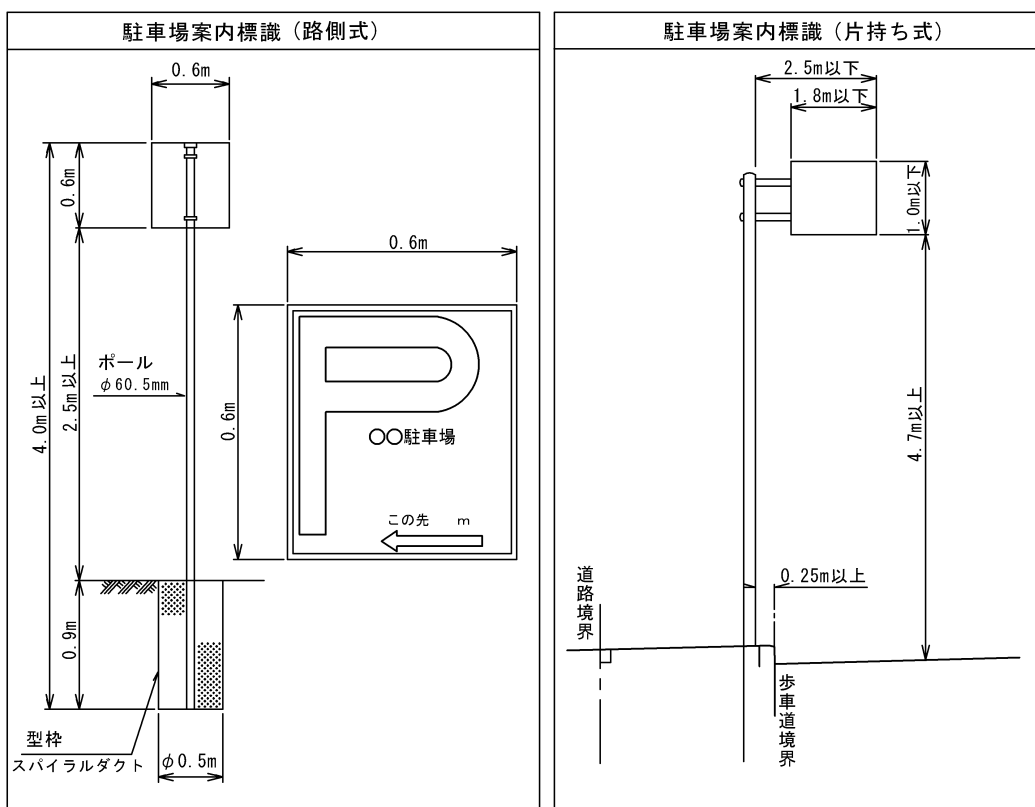 駐車場案内標識（路側式）
0.6m
0.6m
4.0m以上
2.5m以上
ポール
φ60.5mm
0.9m
型枠
スパイラルダクト
φ0.5m
0.6m
0.6m
P
○○駐車場
この先　m
駐車場案内標識（片持ち式）
2.5m以下
1.8m以下
1.0m以下
4.7m以上
0.25m以上
道路境界
歩車道境界